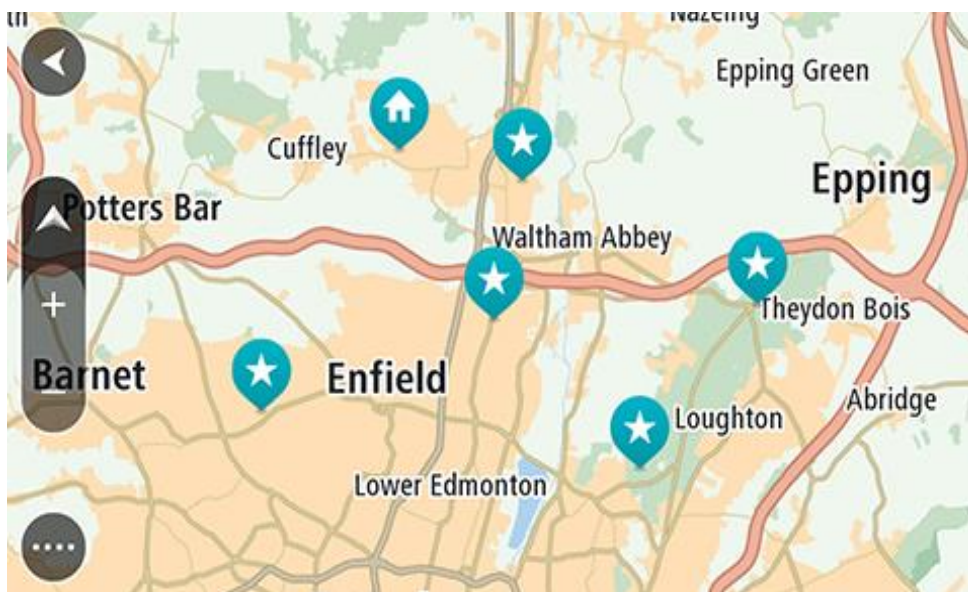 Nazeing
Epping Green
Cuffley
Epping
Potters Bar
Waltham Abbey
Theydon Bois
Barnet
Enfield
Abridge
Loughton
Lower Edmonton